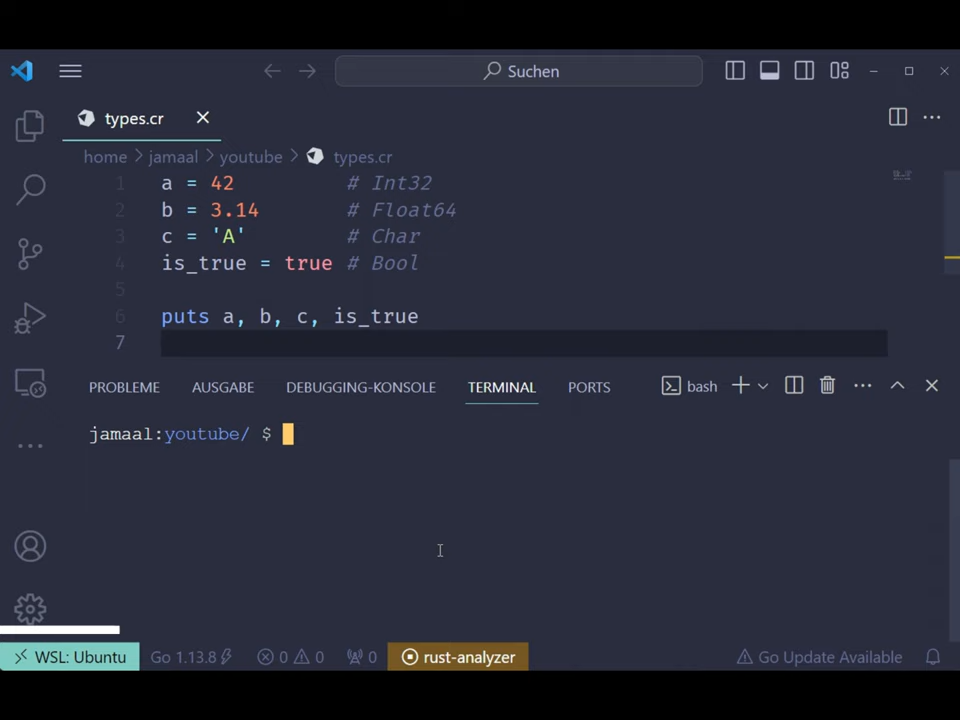 Suchen
types.cr
home > jamaal > youtube > types.cr
1 a = 42 # Int32
2 b = 3.14 # Float64
3 c = 'A' # Char
4 is_true = true # Bool
5
6 puts a, b, c, is_true
7
PROBLEME AUSGABE DEBUGGING-KONSOLE TERMINAL PORTS bash
jamaal:youtube/ $
WSL: Ubuntu Go 1.13.8 0 0 0 rust-analyzer Go Update Available